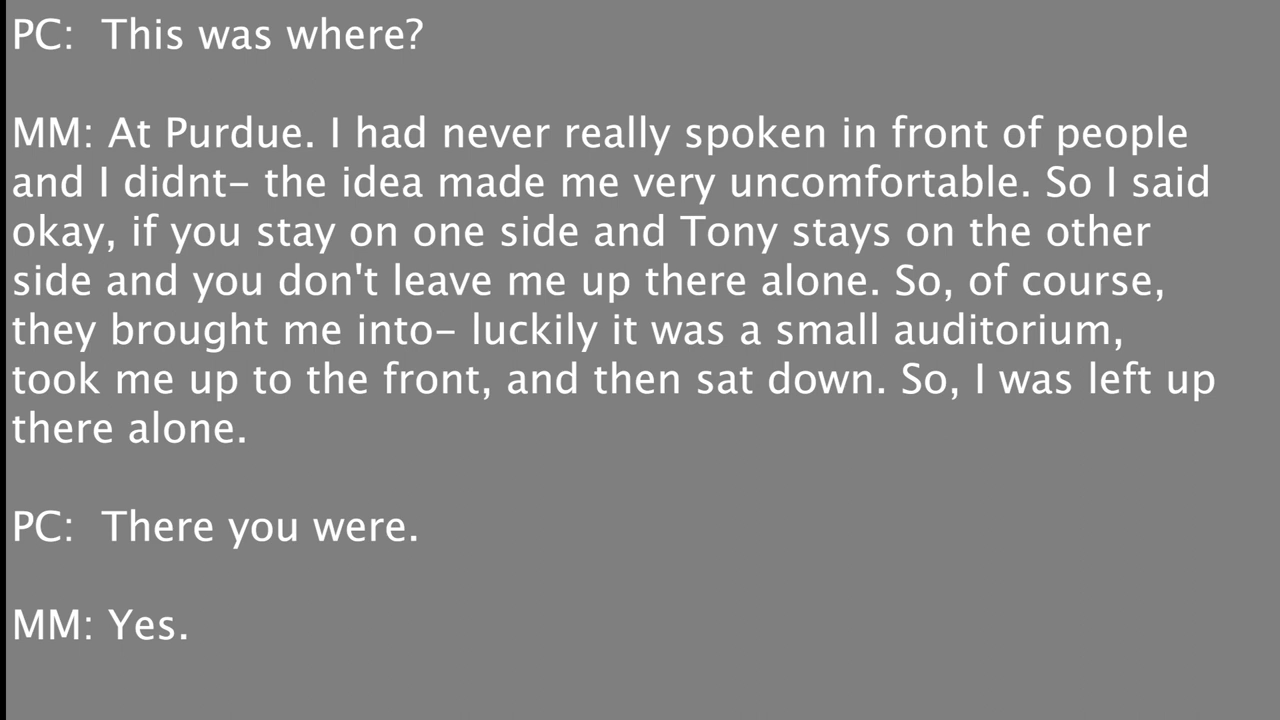 PC:  This was where?
MM: At Purdue. I had never really spoken in front of people
and I didnt– the idea made me very uncomfortable. So I said
okay, if you stay on one side and Tony stays on the other
side and you don't leave me up there alone. So, of course,
they brought me into– luckily it was a small auditorium,
took me up to the front, and then sat down. So, I was left up
there alone.
PC:  There you were.
MM: Yes.